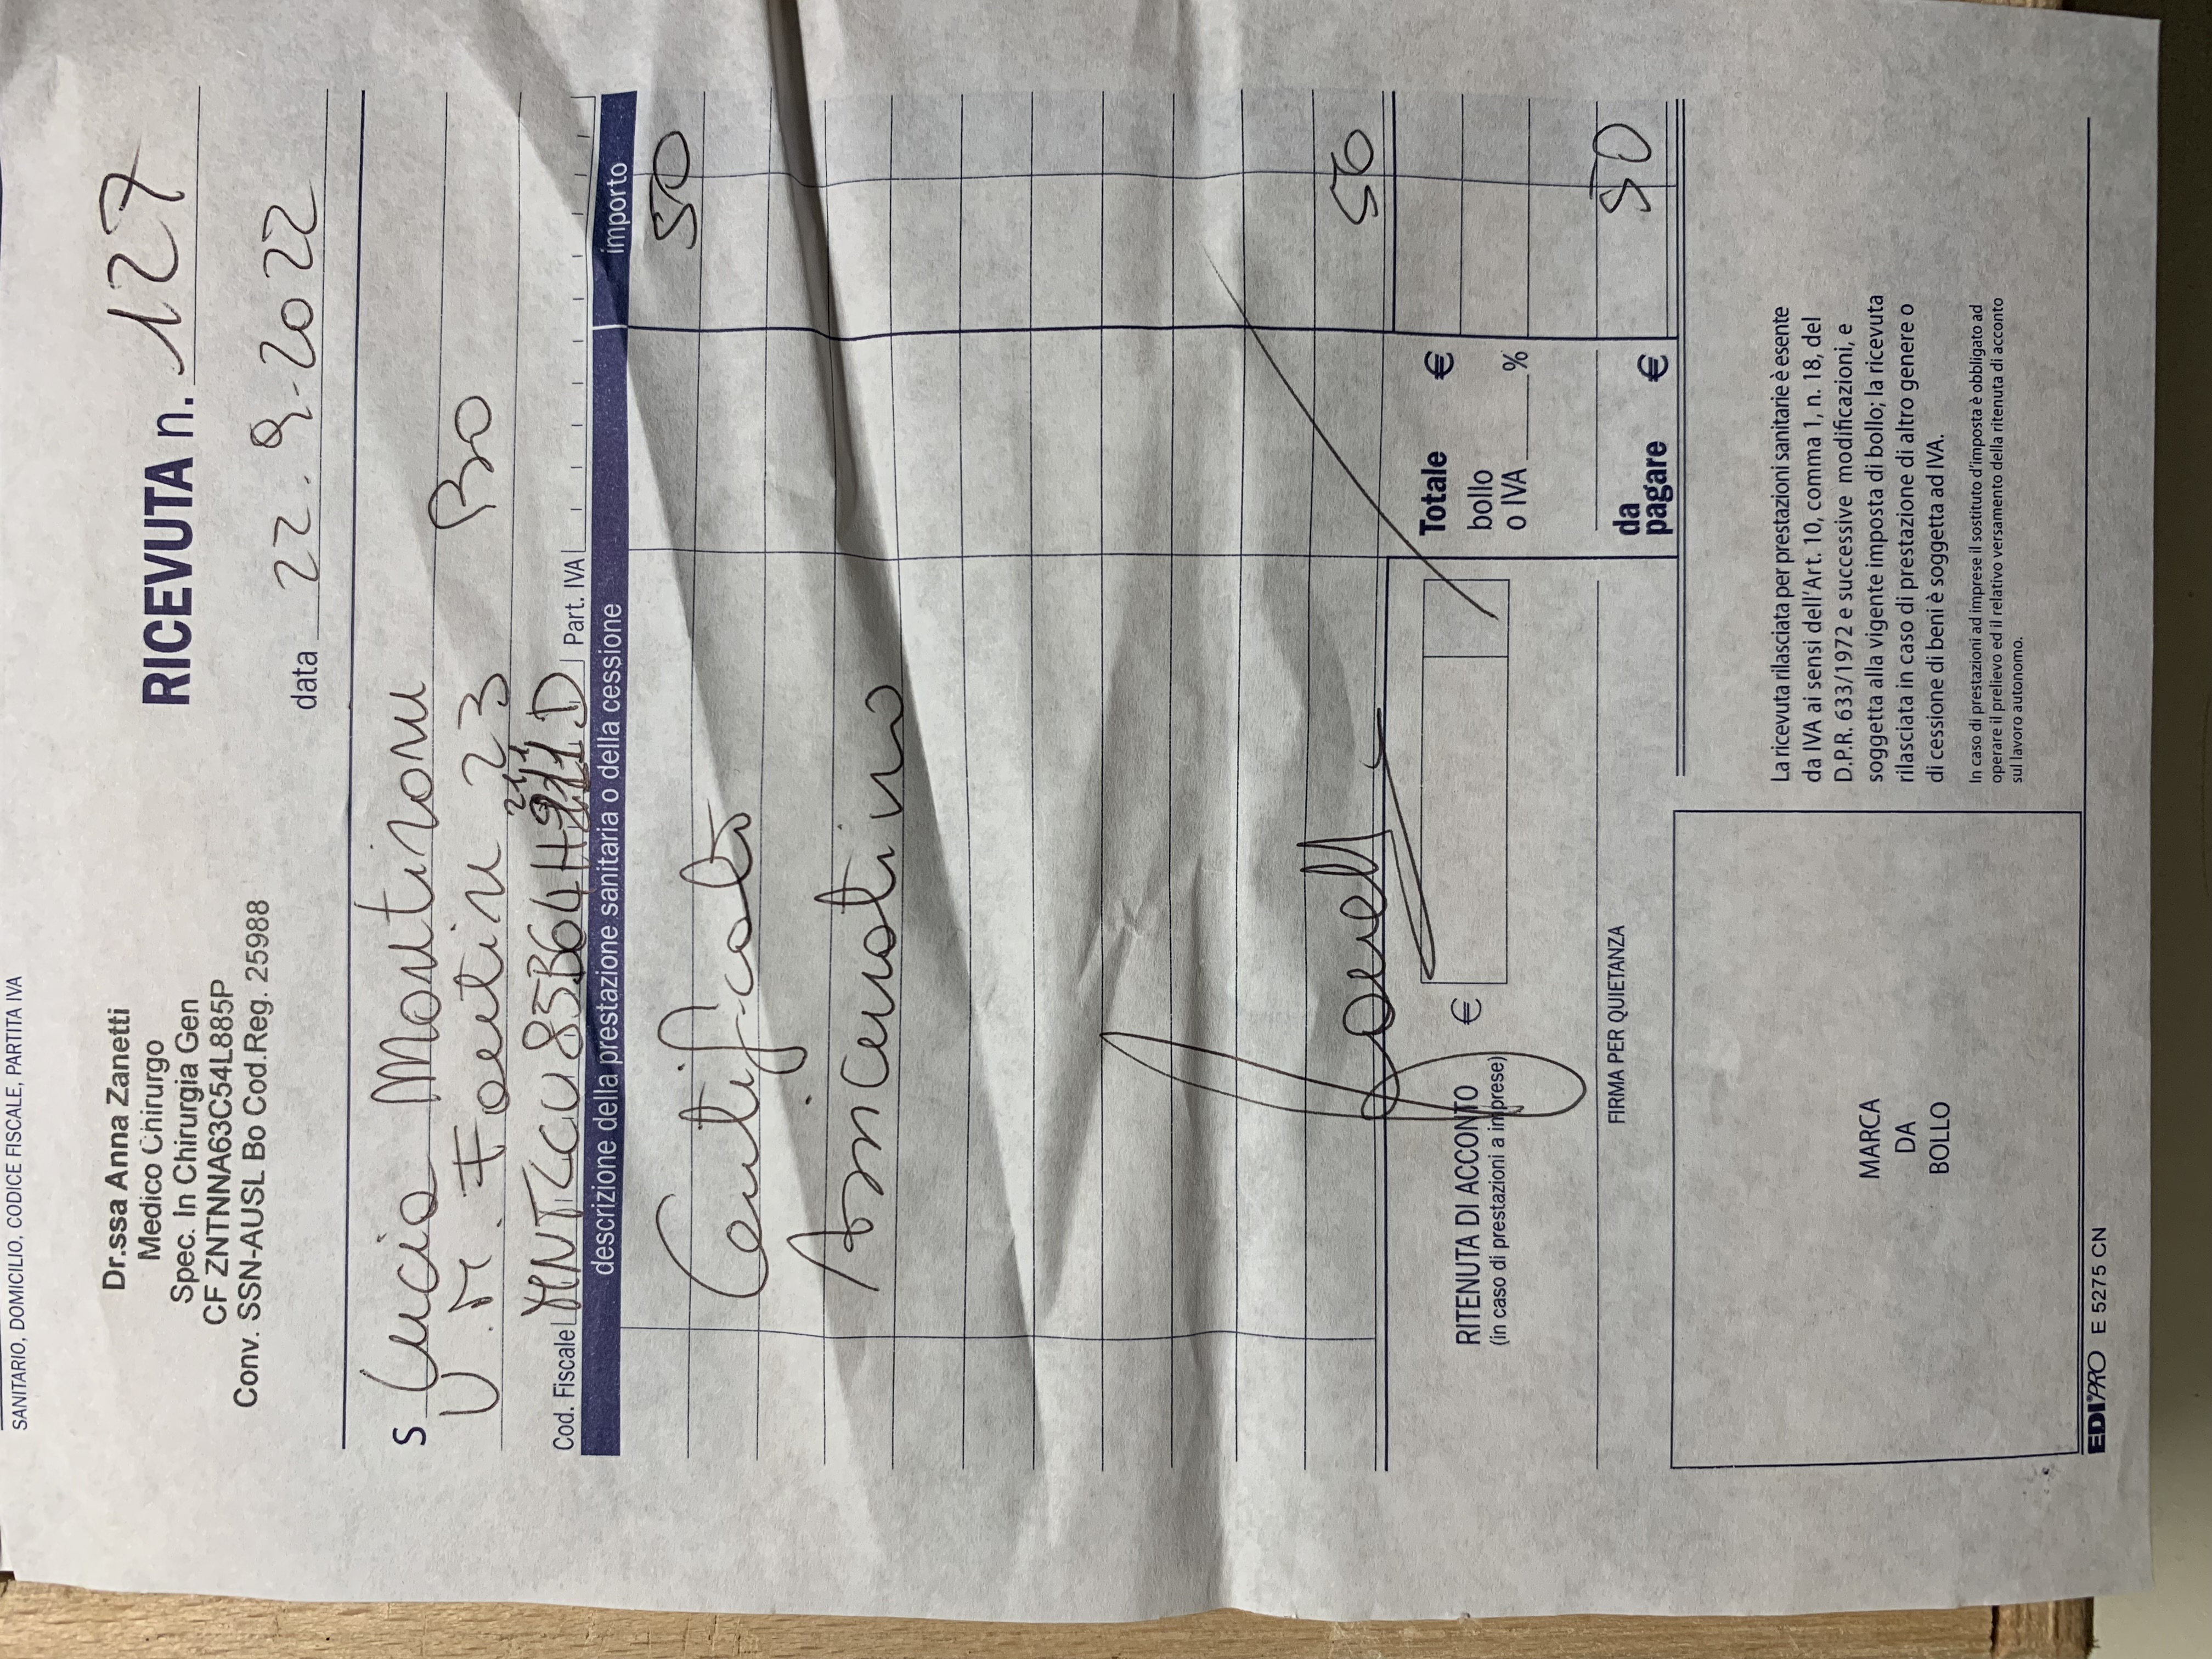 SANITARIO, DOMICILIO, CODICE FISCALE, PARTITA IVA
Dr.ssa Anna Zanetti
Medico Chirurgo
Spec. In Chirurgia Gen
CF ZNTNNA63C54L885P
Conv. SSN-AUSL Bo Cod.Reg. 25988
RICEVUTA n. 127
data 22.9.2022
S Lucia Montironi
V. M. Fantin 23 BO
211
Cod. Fiscale MNTLCU85B64H211D Part. IVA
descrizione della prestazione sanitaria o della cessione importo
Certificato 50
Assicurativo
50
RITENUTA DI ACCONTO €
(in caso di prestazioni a imprese)
Totale €
bollo
o IVA %
FIRMA PER QUIETANZA
da
pagare € 50
MARCA
DA
BOLLO
La ricevuta rilasciata per prestazioni sanitarie è esente
da IVA ai sensi dell'Art. 10, comma 1, n. 18, del
D.P.R. 633/1972 e successive modificazioni, e
soggetta alla vigente imposta di bollo; la ricevuta
rilasciata in caso di prestazione di altro genere o
di cessione di beni è soggetta ad IVA.
In caso di prestazioni ad imprese il sostituto d'imposta è obbligato ad
operare il prelievo ed il relativo versamento della ritenuta di acconto
sul lavoro autonomo.
EDIPRO E 5275 CN